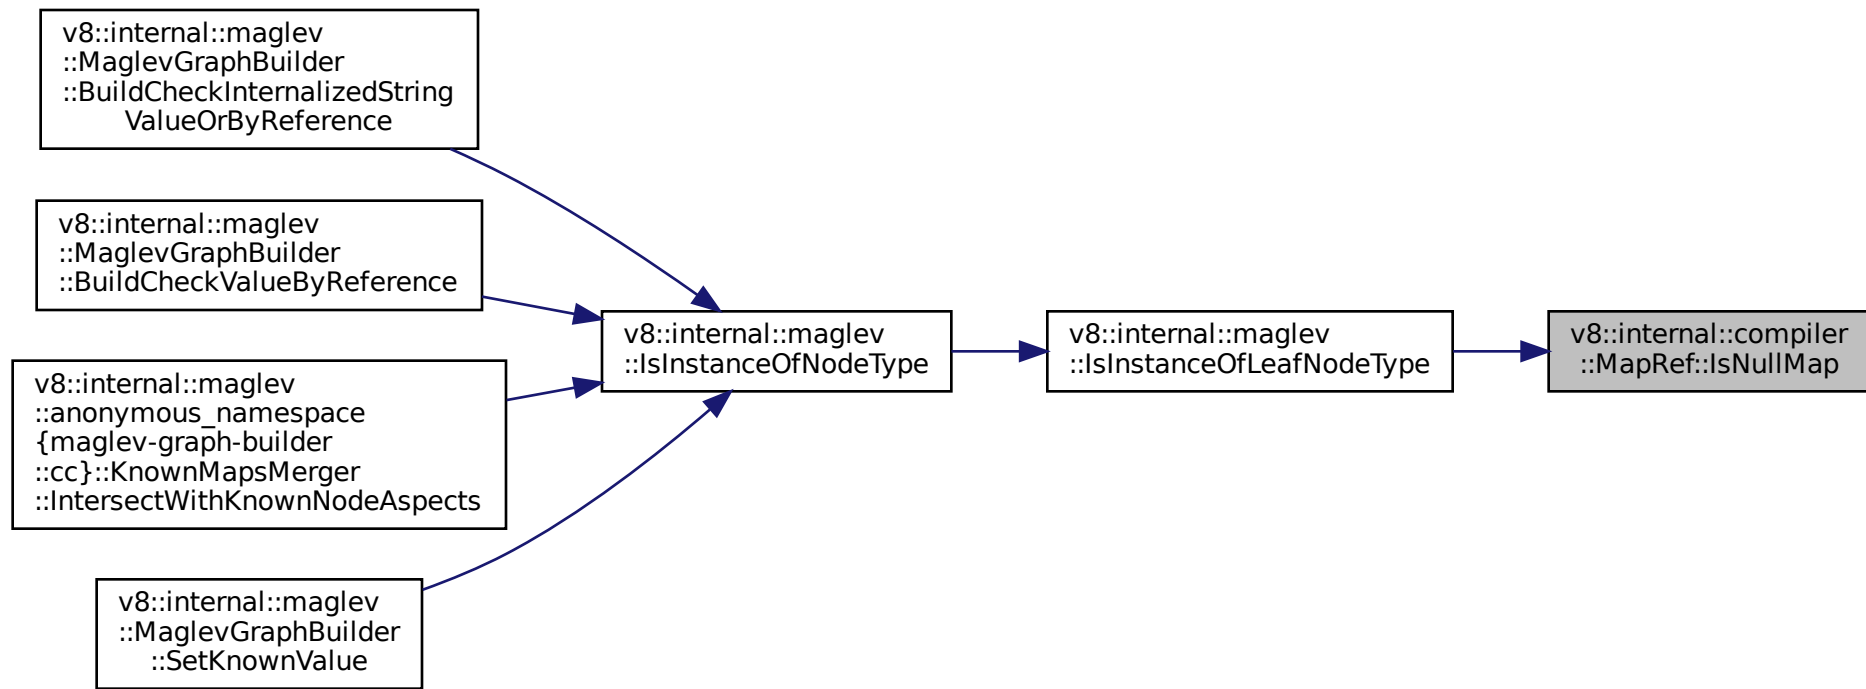 v8::internal::maglev
::MaglevGraphBuilder
::BuildCheckInternalizedString
ValueOrByReference
v8::internal::maglev
::MaglevGraphBuilder
::BuildCheckValueByReference
v8::internal::maglev
::anonymous_namespace
{maglev-graph-builder
::cc}::KnownMapsMerger
::IntersectWithKnownNodeAspects
v8::internal::maglev
::MaglevGraphBuilder
::SetKnownValue
v8::internal::maglev
::IsInstanceOfNodeType
v8::internal::maglev
::IsInstanceOfLeafNodeType
v8::internal::compiler
::MapRef::IsNullMap